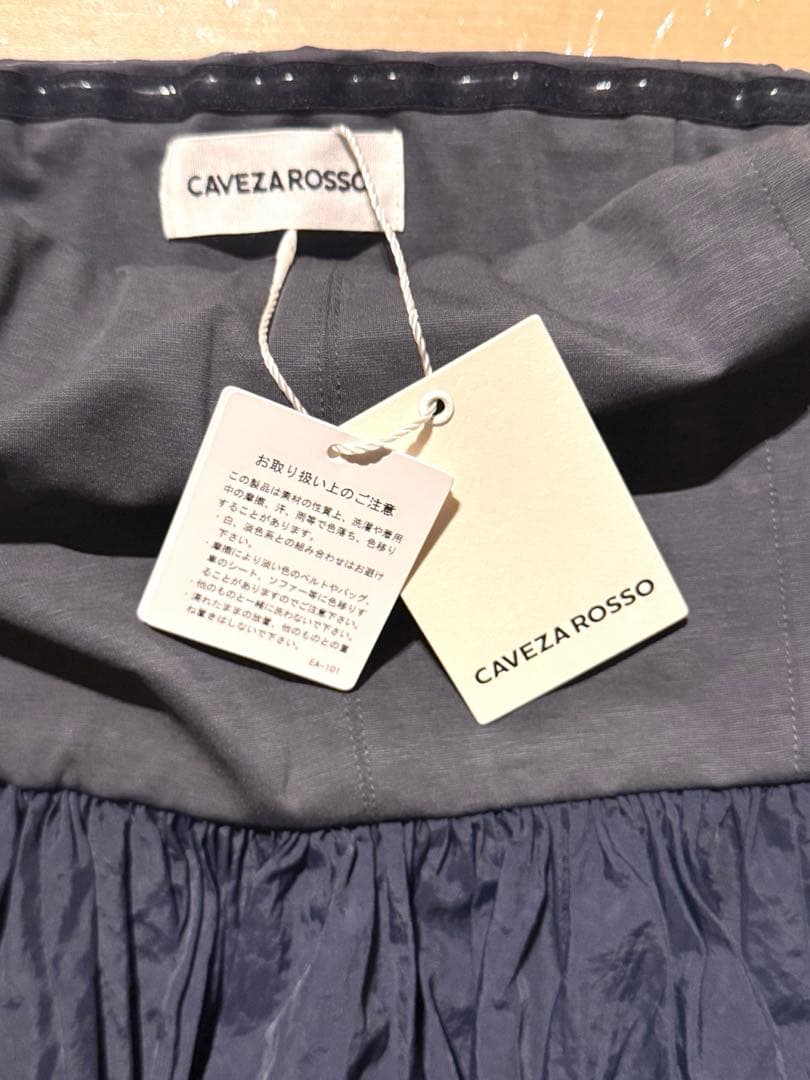 CAVEZA ROSSO
お取り扱い上のご注意
この製品は素材の性質上、洗濯や着用
中の摩擦、汗、雨等で色落ち、色移り
することがあります。
・白、淡色系との組み合わせはお避け
下さい。
・摩擦により淡い色のベルトやバッグ、
車のシート、ソファー等に色移りす
ることがありますのでご注意下さい。
・他のものと一緒に洗わないで下さい。
・濡れたままの放置、他のものとの重
ね置きはしないで下さい。
EA-101
CAVEZA ROSSO